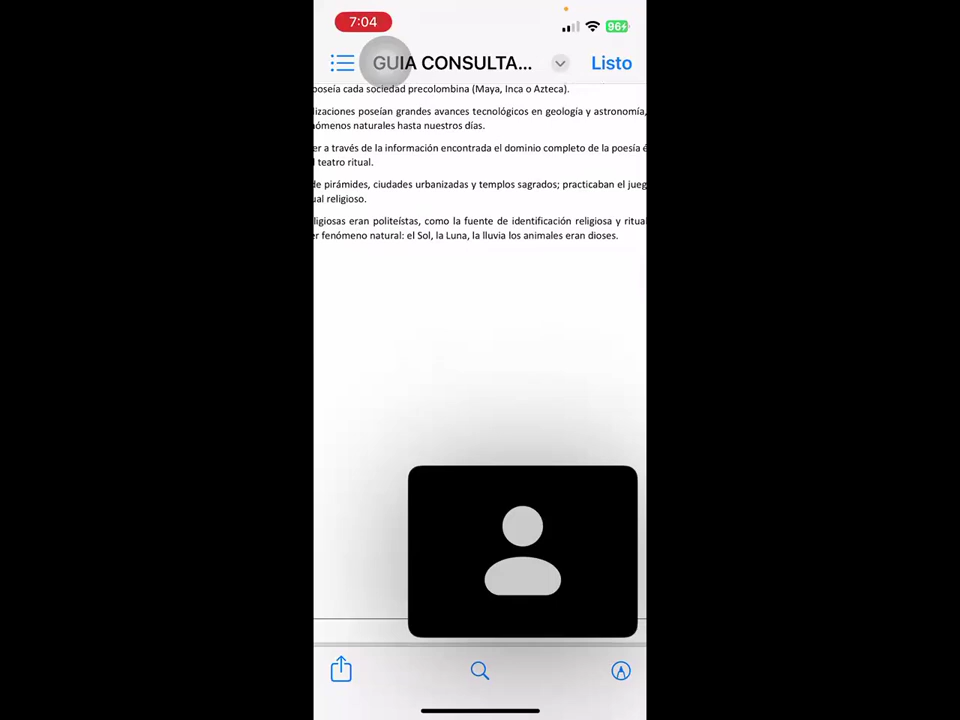 7:04
96
GUIA CONSULTA...
Listo
poseía cada sociedad precolombina (Maya, Inca o Azteca).
lizaciones poseían grandes avances tecnológicos en geología y astronomía,
nómenos naturales hasta nuestros días.
er a través de la información encontrada el dominio completo de la poesía é
l teatro ritual.
de pirámides, ciudades urbanizadas y templos sagrados; practicaban el jueg
ual religioso.
ligiosas eran politeístas, como la fuente de identificación religiosa y ritua
er fenómeno natural: el Sol, la Luna, la lluvia los animales eran dioses.